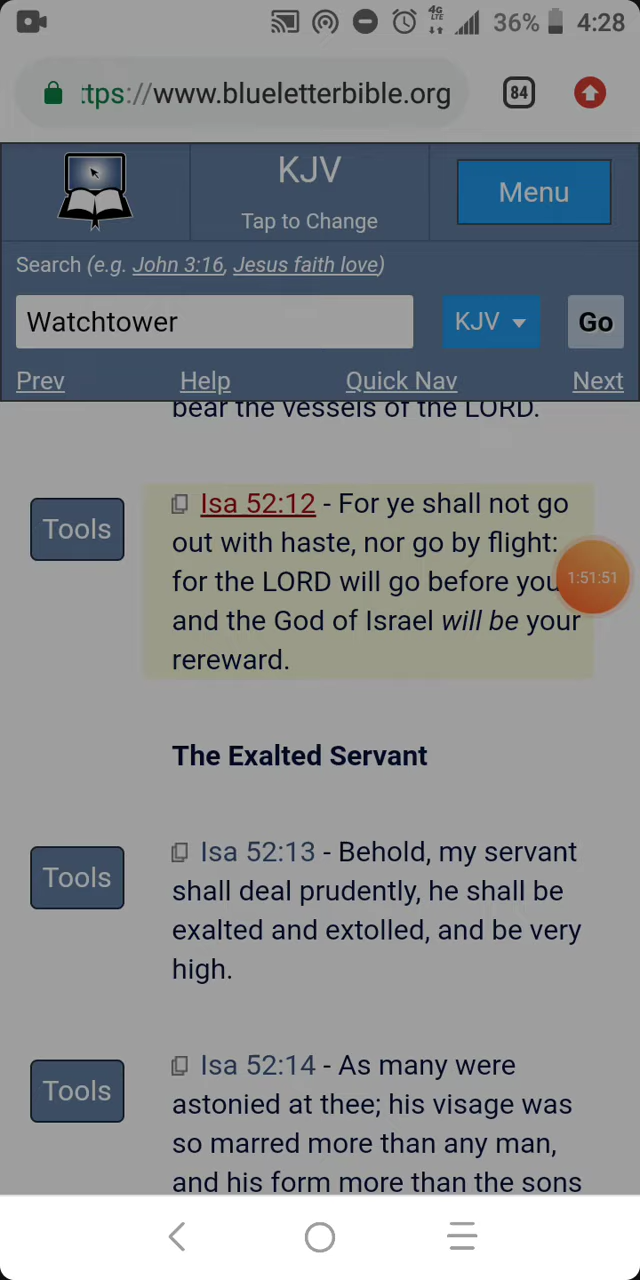 4G
LTE
36% 4:28
ttps://www.blueletterbible.org 84
KJV
Tap to Change
Menu
Search (e.g. John 3:16, Jesus faith love)
Watchtower KJV Go
Prev Help Quick Nav Next
bear the vessels of the LORD.
Tools
Isa 52:12 - For ye shall not go
out with haste, nor go by flight:
for the LORD will go before you
and the God of Israel will be your
rereward.
1:51:51
The Exalted Servant
Tools
Isa 52:13 - Behold, my servant
shall deal prudently, he shall be
exalted and extolled, and be very
high.
Tools
Isa 52:14 - As many were
astonied at thee; his visage was
so marred more than any man,
and his form more than the sons